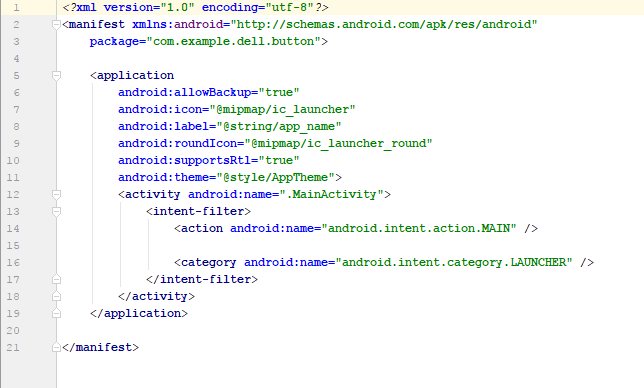 1 <?xml version="1.0" encoding="utf-8"?>
2 <manifest xmlns:android="http://schemas.android.com/apk/res/android"
3     package="com.example.dell.button">
4
5     <application
6         android:allowBackup="true"
7         android:icon="@mipmap/ic_launcher"
8         android:label="@string/app_name"
9         android:roundIcon="@mipmap/ic_launcher_round"
10         android:supportsRtl="true"
11         android:theme="@style/AppTheme">
12         <activity android:name=".MainActivity">
13             <intent-filter>
14                 <action android:name="android.intent.action.MAIN" />
15
16                 <category android:name="android.intent.category.LAUNCHER" />
17             </intent-filter>
18         </activity>
19     </application>
20
21 </manifest>